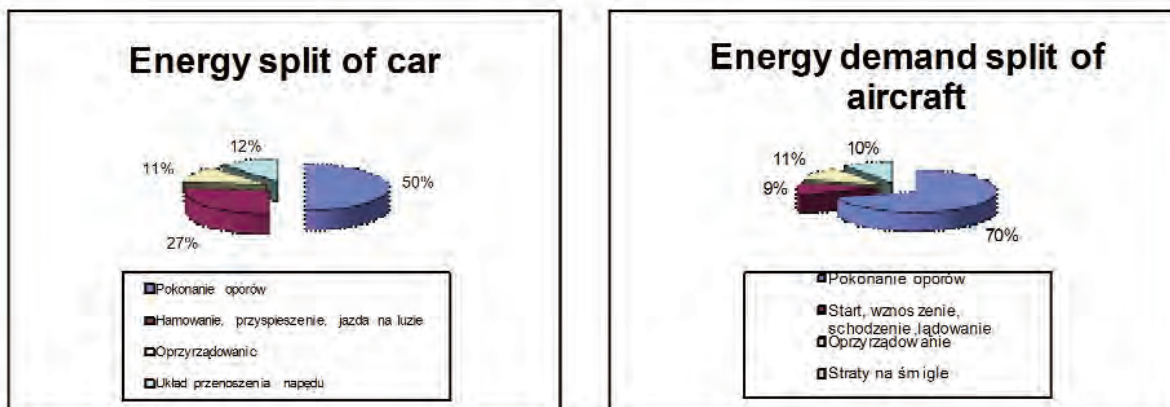 Energy split of car
12%
11%
50%
27%
Pokonanie oporów
Hamowanie, przyspieszenie, jazda na luzie
Oprzyrządowanie
Układ przenoszenia napędu
Energy demand split of
aircraft
10%
11%
9%
70%
Pokonanie oporów
Start, wznoszenie,
schodzenie ,lądowanie
Oprzyrządowanie
Straty na śmigle